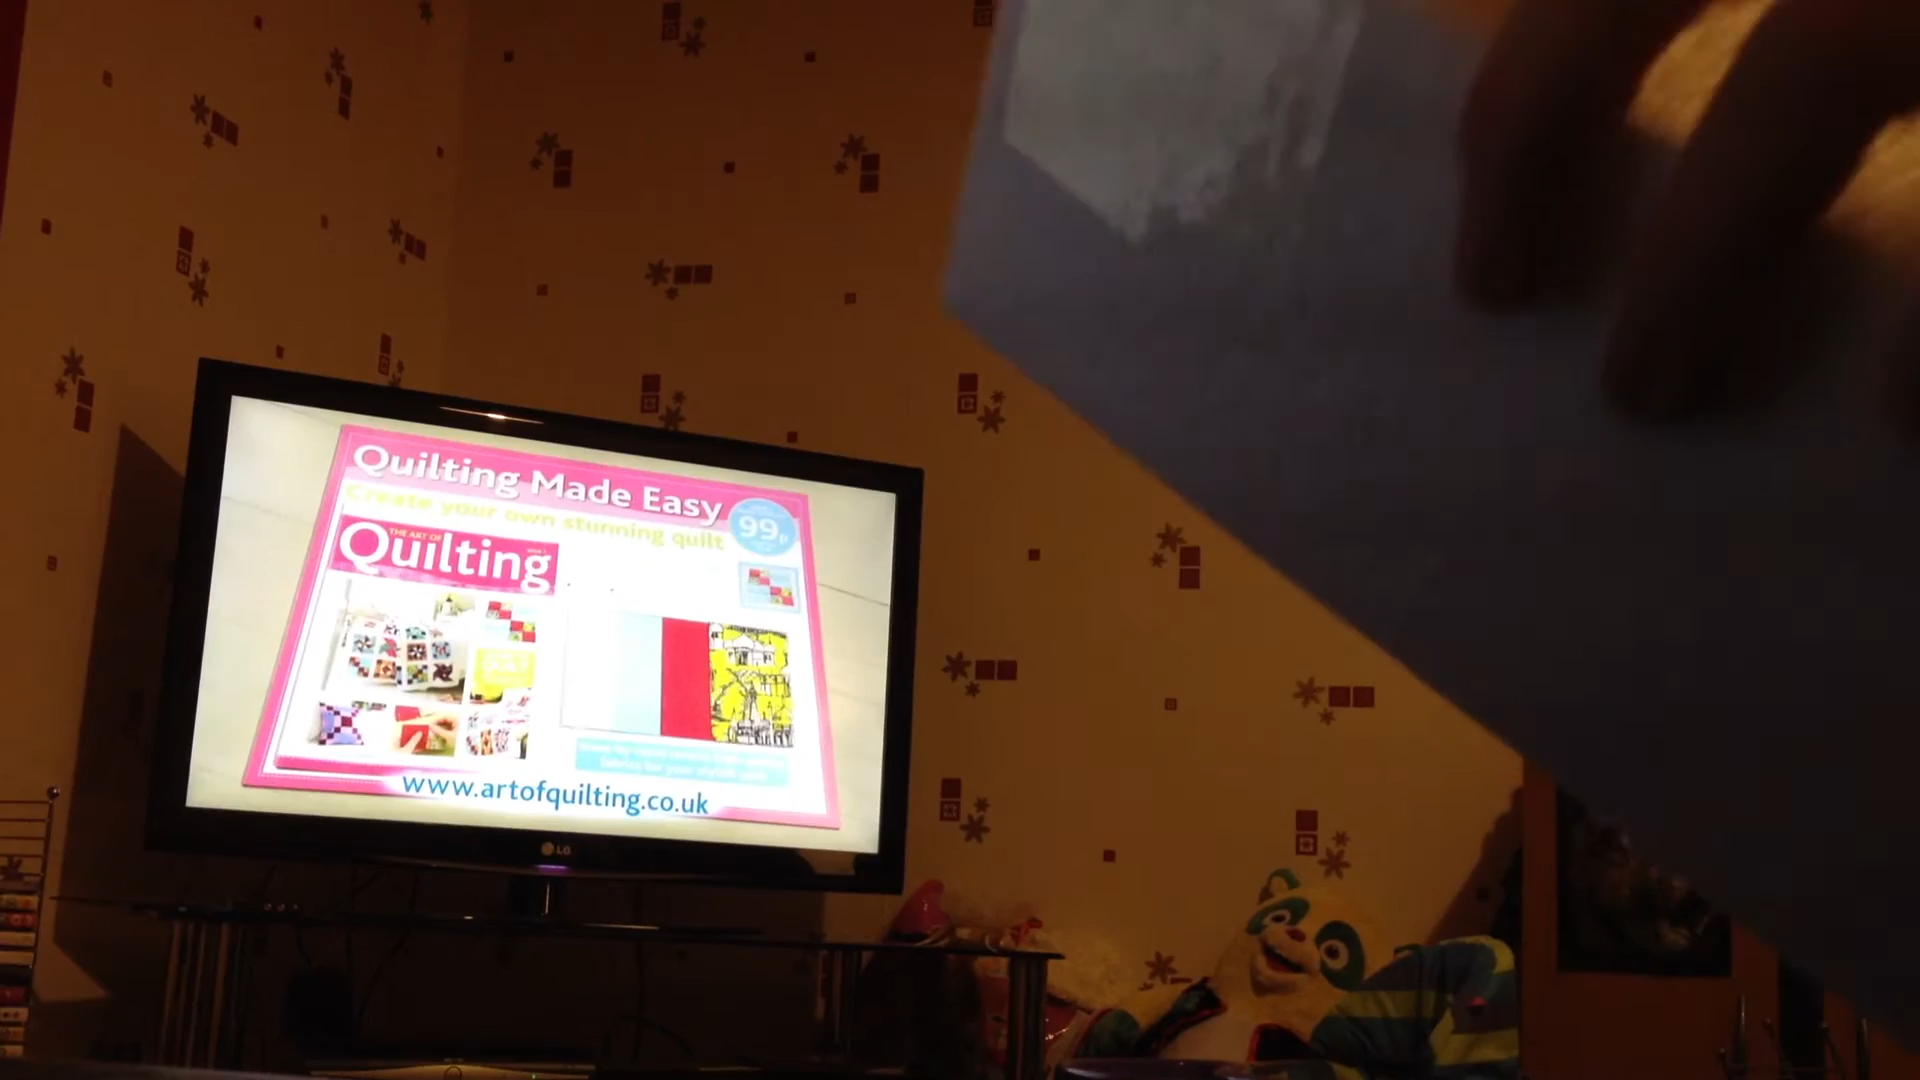 Quilting Made Easy
Create your own stunning quilt
99p
THE ART OF
Quilting
www.artofquilting.co.uk
LG